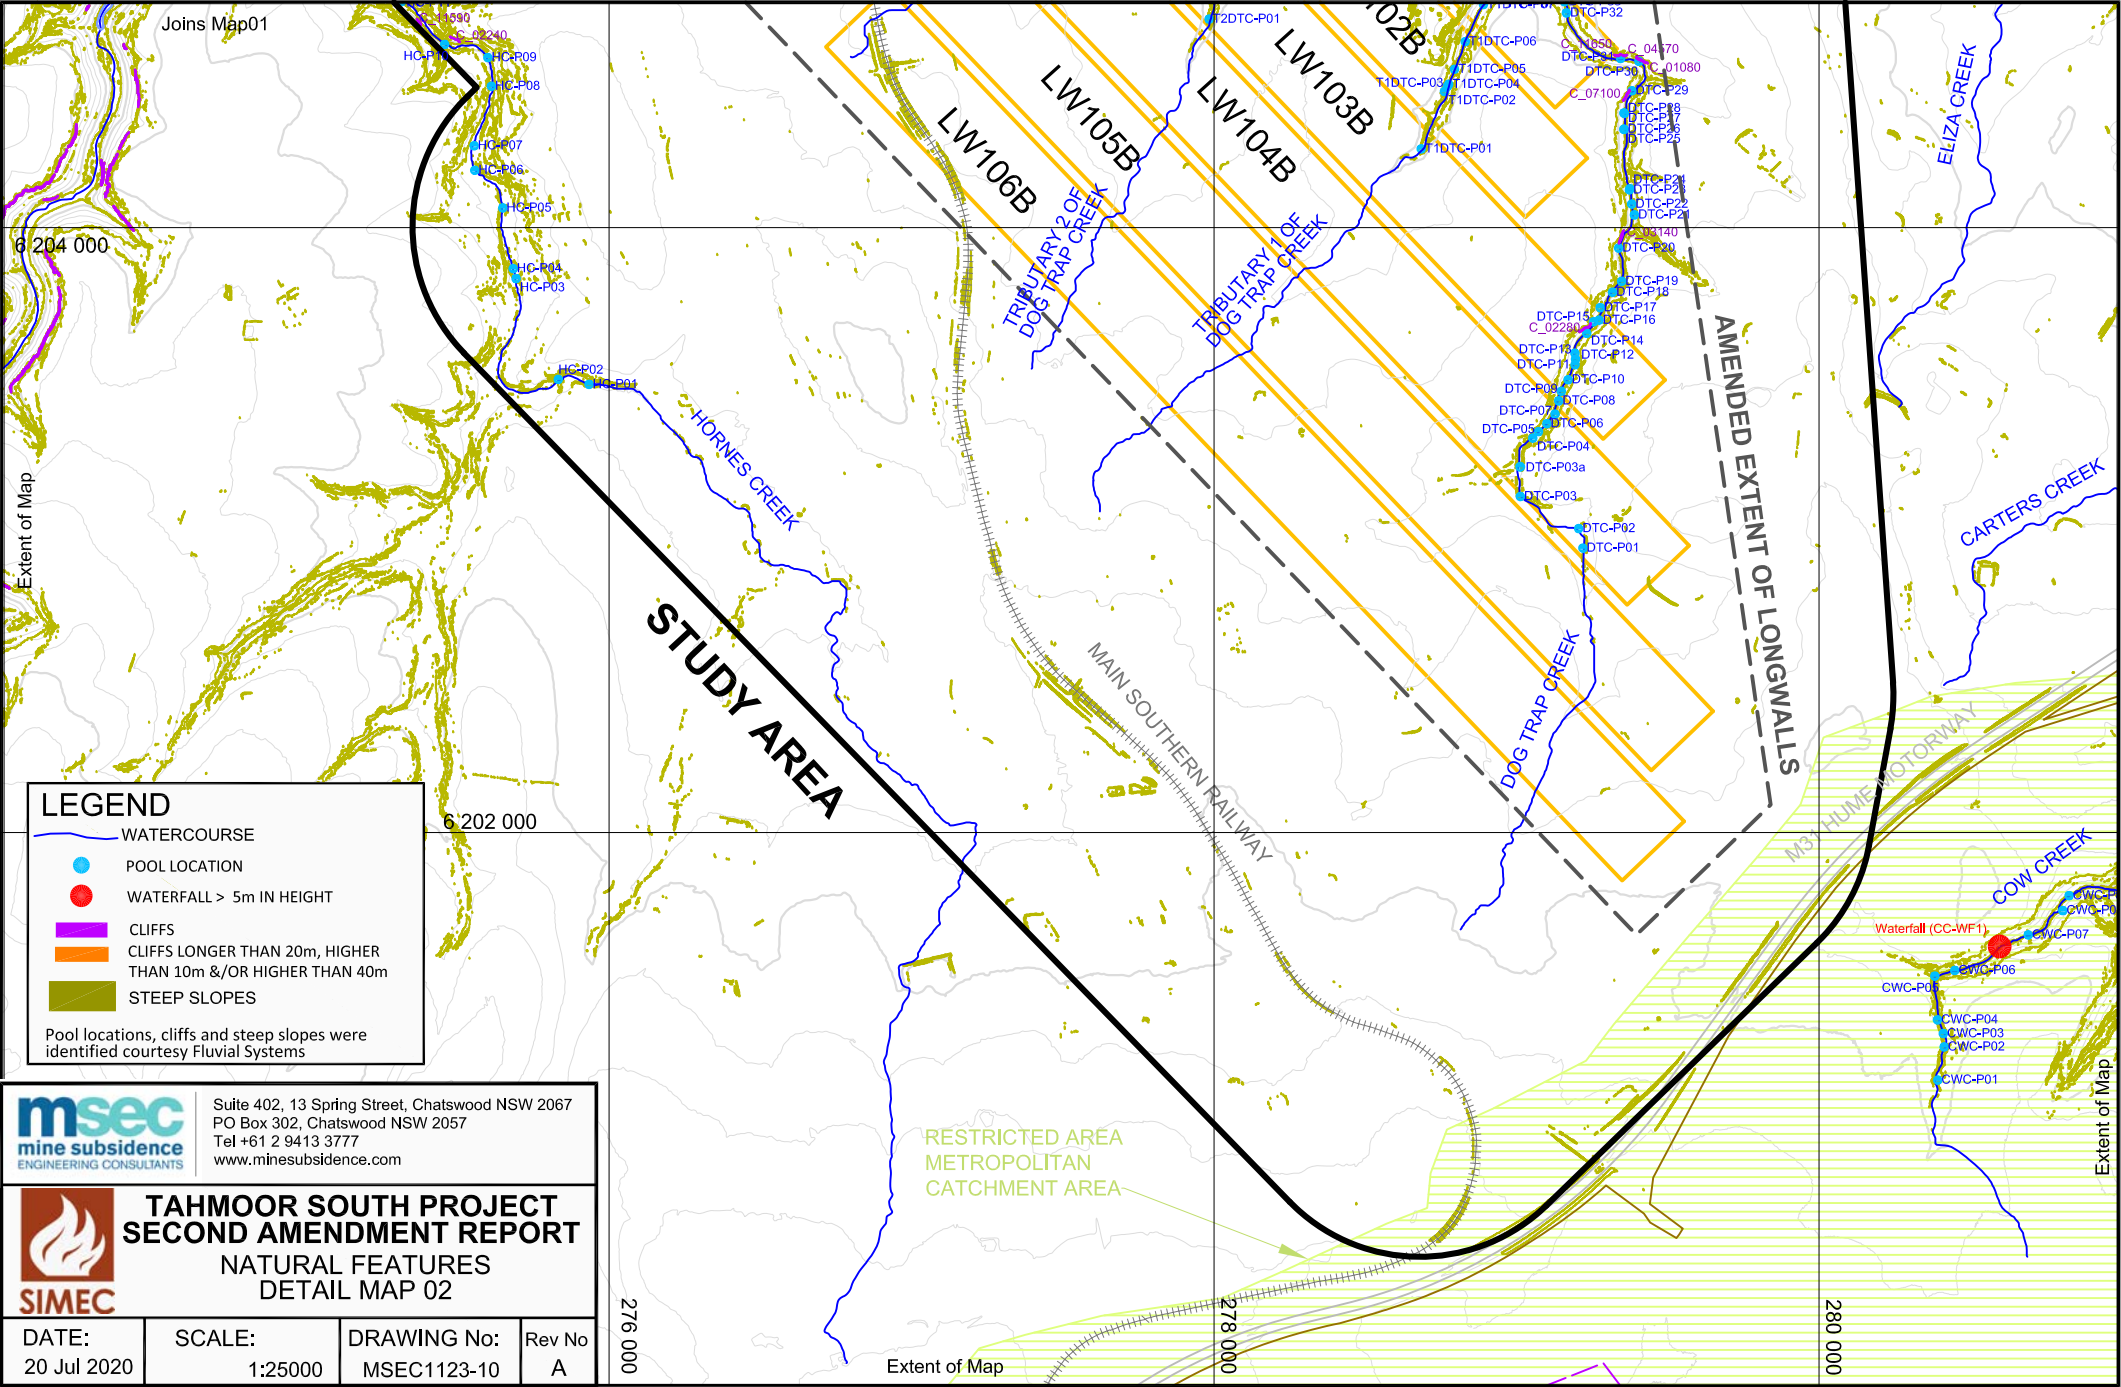 Joins Map01
C_11590
C_02240
HC-P09
HC-P08
HC-P07
HC-P06
HC-P05
HC-P04
HC-P03
HC-P02
HC-P01
6 204 000
Extent of Map
HORNES CREEK
STUDY AREA
LW106B
LW105B
LW104B
LW103B
102B
T2DTC-P01
TRIBUTARY 2 OF
DOG TRAP CREEK
TRIBUTARY 1 OF
DOG TRAP CREEK
T1DTC-P06
T1DTC-P05
T1DTC-P03
T1DTC-P04
T1DTC-P02
T1DTC-P01
DTC-P32
C_11650
C_04570
DTC-P31
C_01080
DTC-P30
C_07100
DTC-P29
DTC-P28
DTC-P27
DTC-P26
DTC-P25
DTC-P24
DTC-P23
DTC-P22
DTC-P21
C_03140
DTC-P20
DTC-P19
DTC-P18
DTC-P17
DTC-P15
DTC-P16
C_02280
DTC-P14
DTC-P13
DTC-P12
DTC-P11
DTC-P10
DTC-P09
DTC-P08
DTC-P07
DTC-P06
DTC-P05
DTC-P04
DTC-P03a
DTC-P03
DTC-P02
DTC-P01
DOG TRAP CREEK
AMENDED EXTENT OF LONGWALLS
ELIZA CREEK
CARTERS CREEK
MAIN SOUTHERN RAILWAY
M31 HUME MOTORWAY
COW CREEK
Waterfall (CC-WF1)
CWC-P07
CWC-P06
CWC-P05
CWC-P04
CWC-P03
CWC-P02
CWC-P01
Extent of Map
RESTRICTED AREA
METROPOLITAN
CATCHMENT AREA
6 202 000
LEGEND
WATERCOURSE
POOL LOCATION
WATERFALL > 5m IN HEIGHT
CLIFFS
CLIFFS LONGER THAN 20m, HIGHER
THAN 10m &/OR HIGHER THAN 40m
STEEP SLOPES
Pool locations, cliffs and steep slopes were
identified courtesy Fluvial Systems
msec
mine subsidence
ENGINEERING CONSULTANTS
Suite 402, 13 Spring Street, Chatswood NSW 2067
PO Box 302, Chatswood NSW 2057
Tel +61 2 9413 3777
www.minesubsidence.com
SIMEC
TAHMOOR SOUTH PROJECT
SECOND AMENDMENT REPORT
NATURAL FEATURES
DETAIL MAP 02
DATE:
20 Jul 2020
SCALE:
1:25000
DRAWING No:
MSEC1123-10
Rev No
A
276 000
278 000
280 000
Extent of Map